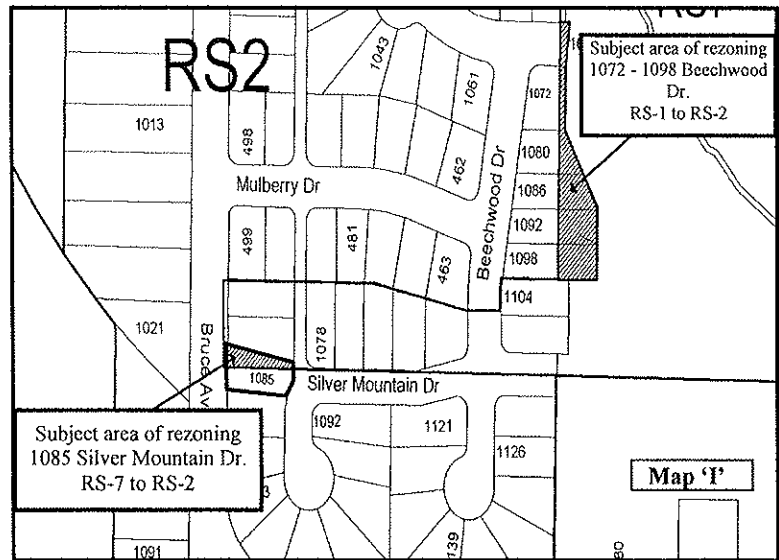 RS2
1043
1061
1072
Subject area of rezoning
1072 - 1098 Beechwood
Dr.
RS-1 to RS-2
1013
498
462
1080
Mulberry Dr
1086
Beechwood Dr
1092
499
481
463
1098
1104
1021
Bruce Av
1078
1085
Silver Mountain Dr
Subject area of rezoning
1085 Silver Mountain Dr.
RS-7 to RS-2
1092
1121
1126
Map 'I'
1091
139
80